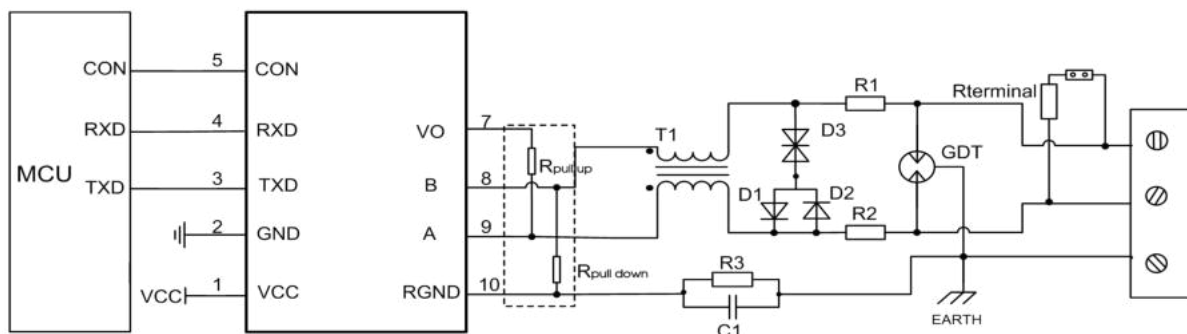 MCU
CON
RXD
TXD
5
4
3
2
1
VCC
CON
RXD
TXD
GND
VCC
VO
B
A
RGND
7
8
9
10
Rpull up
Rpull down
T1
D3
D1
D2
R1
R2
GDT
Rterminal
R3
C1
EARTH